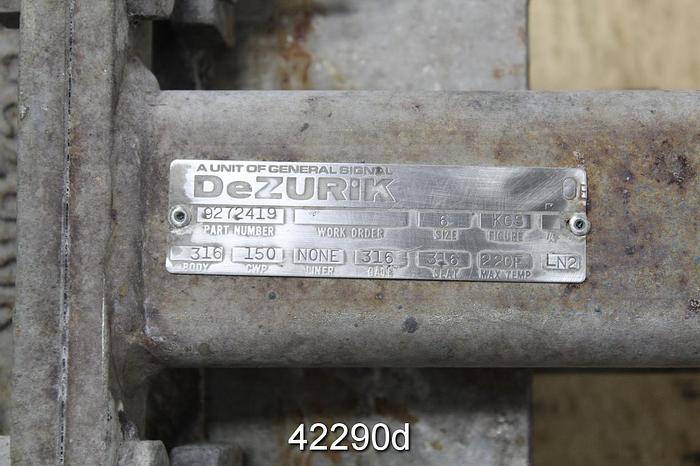 A UNIT OF GENERAL SIGNAL
DeZURiK
9272419 6 KGS
PART NUMBER WORK ORDER SIZE FIGURE
316 150 NONE 316 316 220F LN2
BODY CWP LINER GATE SEAT MAX TEMP
42290d